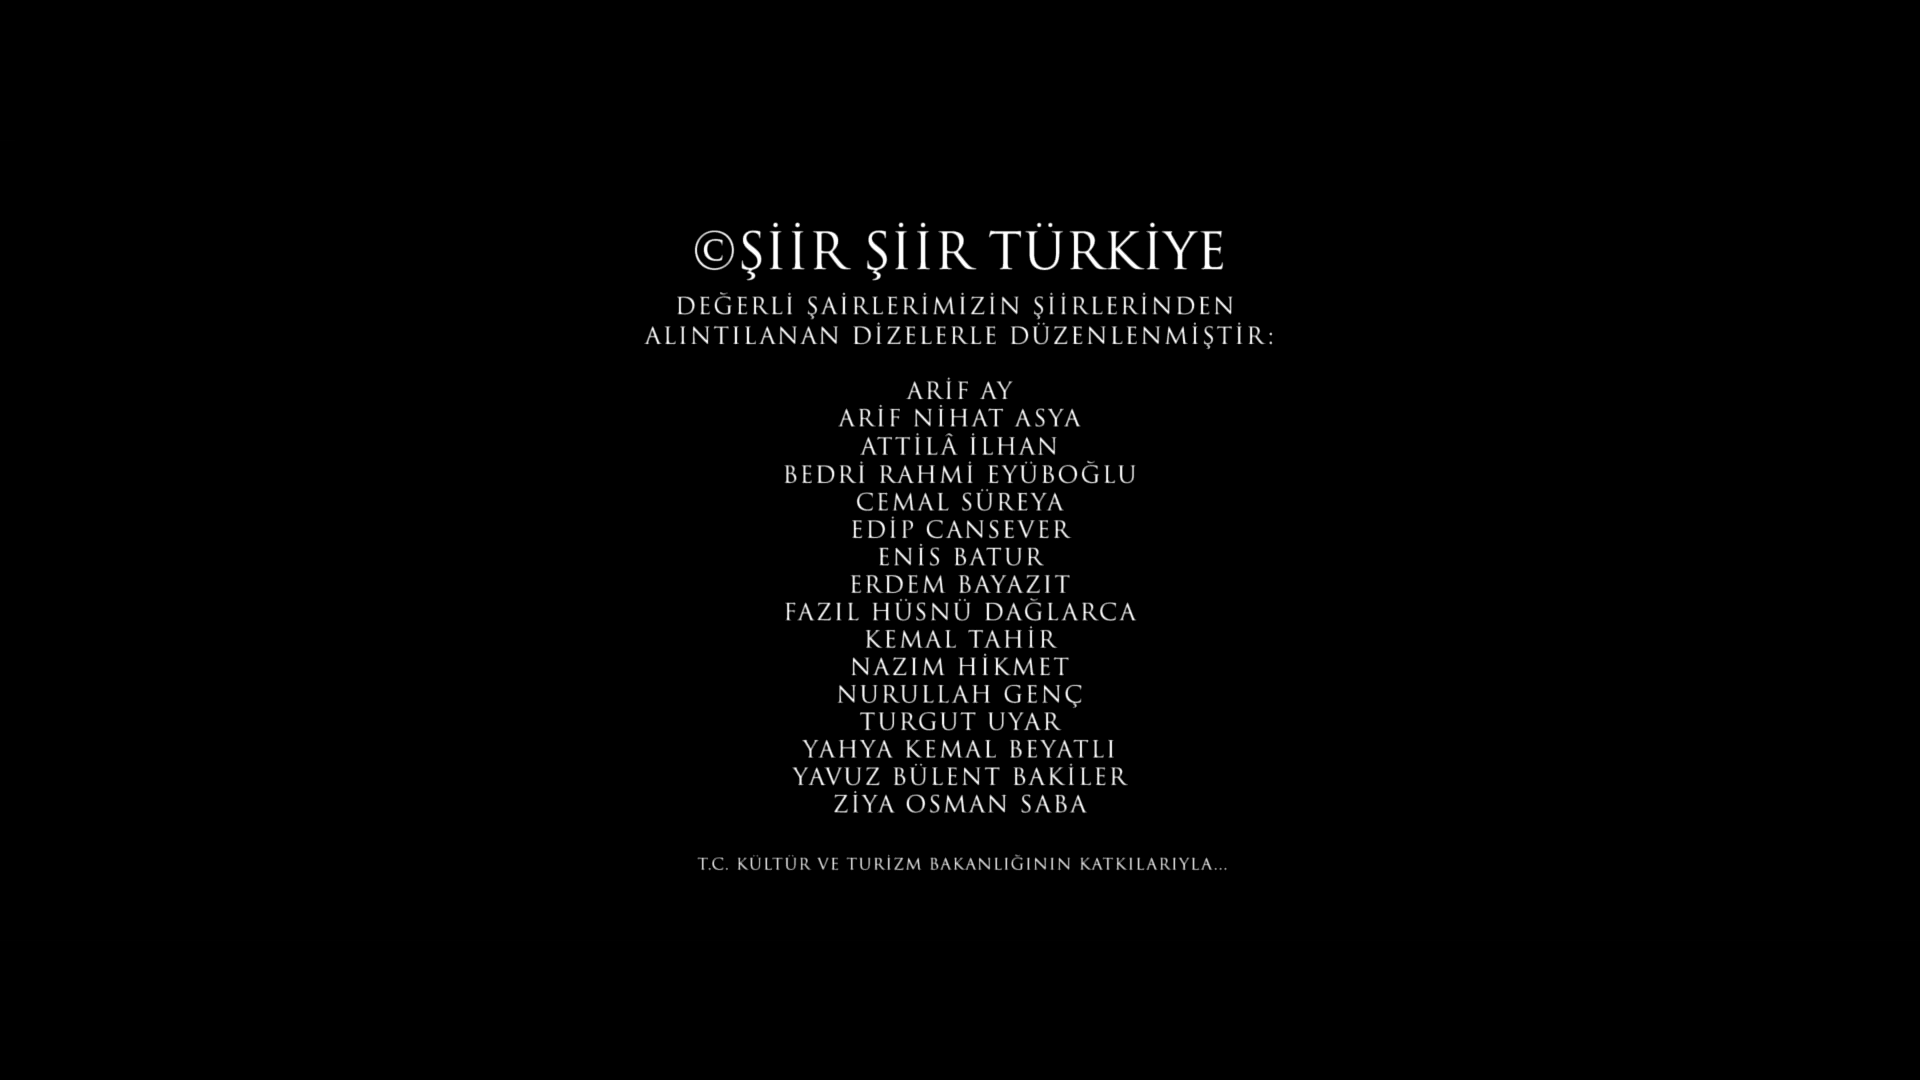 ©ŞİİR ŞİİR TÜRKİYE
DEĞERLİ ŞAİRLERİMİZİN ŞİİRLERİNDEN
ALINTILANAN DİZELERLE DÜZENLENMİŞTİR:
ARİF AY
ARİF NİHAT ASYA
ATTİLÂ İLHAN
BEDRİ RAHMİ EYÜBOĞLU
CEMAL SÜREYA
EDİP CANSEVER
ENİS BATUR
ERDEM BAYAZIT
FAZIL HÜSNÜ DAĞLARCA
KEMAL TAHİR
NAZIM HİKMET
NURULLAH GENÇ
TURGUT UYAR
YAHYA KEMAL BEYATLI
YAVUZ BÜLENT BAKİLER
ZİYA OSMAN SABA
T.C. KÜLTÜR VE TURİZM BAKANLIĞININ KATKILARIYLA...